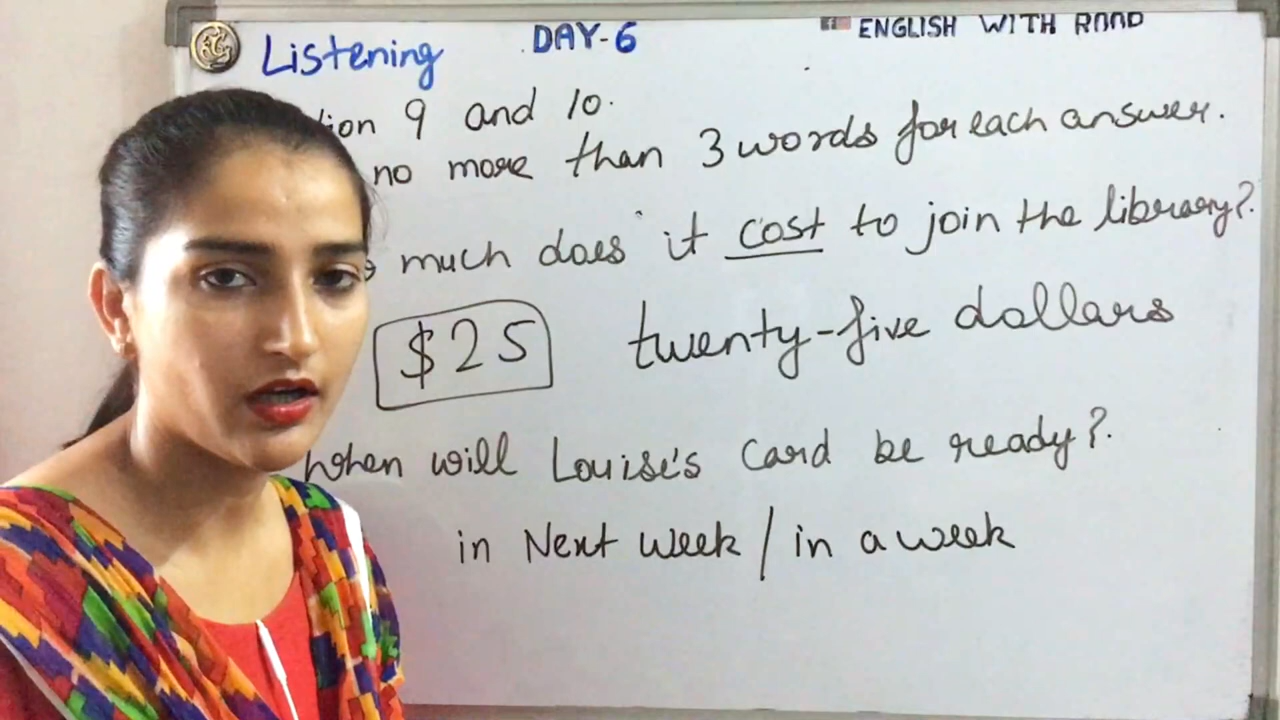 Listening DAY-6 ENGLISH WITH ROAD
tion 9 and 10.
no more than 3 words for each answer.
much does it cost to join the library?
$25 twenty-five dollars
When will Louise's card be ready?
in Next week / in a week